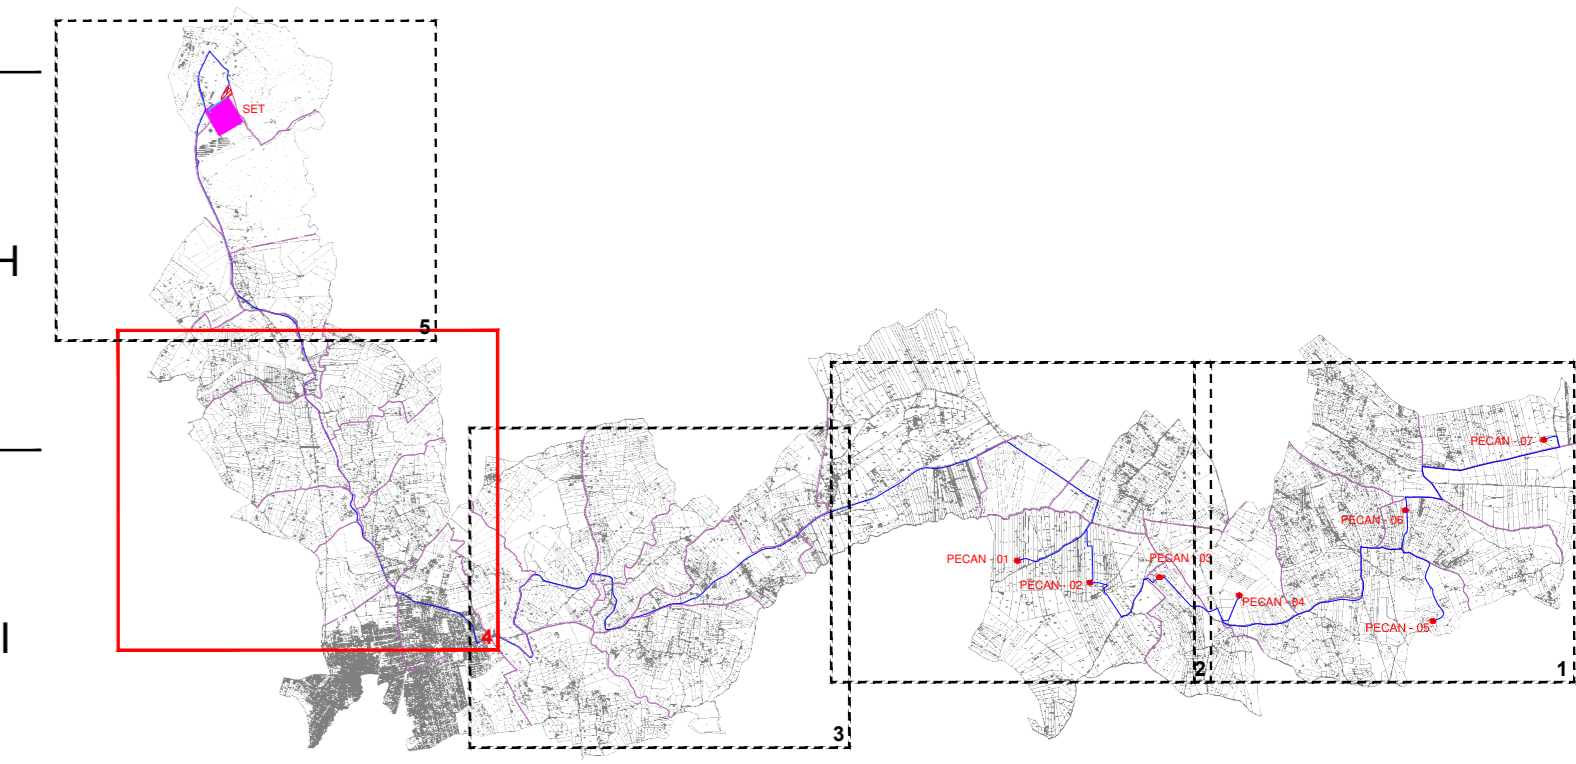 SET
5
PECAN - 07
PECAN - 06
PECAN - 01
PECAN - 03
PECAN - 02
PECAN - 04
PECAN - 05
4
2
1
3